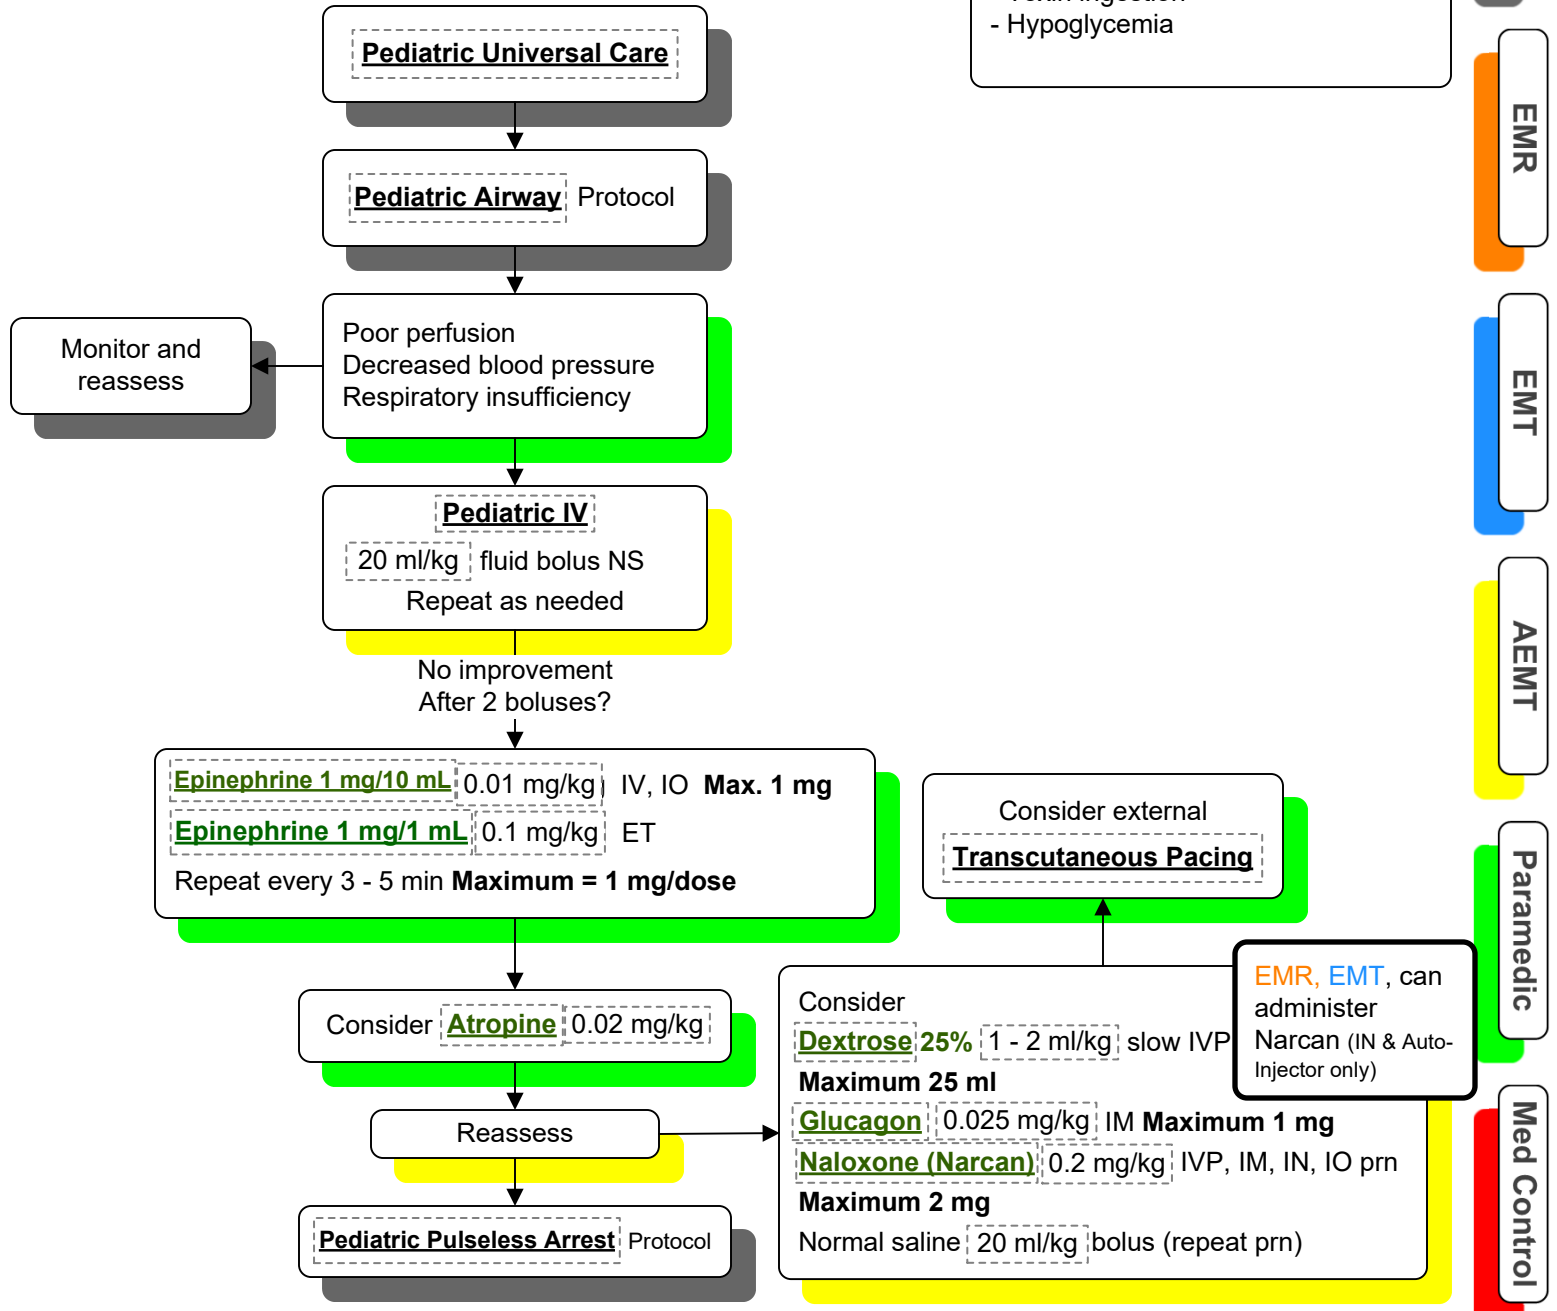 - Hypoglycemia
Pediatric Universal Care
Pediatric Airway Protocol
Poor perfusion
Decreased blood pressure
Respiratory insufficiency
Monitor and
reassess
Pediatric IV
20 ml/kg fluid bolus NS
Repeat as needed
No improvement
After 2 boluses?
Epinephrine 1 mg/10 mL 0.01 mg/kg IV, IO Max. 1 mg
Epinephrine 1 mg/1 mL 0.1 mg/kg ET
Repeat every 3 - 5 min Maximum = 1 mg/dose
Consider external
Transcutaneous Pacing
Consider Atropine 0.02 mg/kg
Reassess
Pediatric Pulseless Arrest Protocol
Consider
Dextrose 25% 1 - 2 ml/kg slow IVP
Maximum 25 ml
Glucagon 0.025 mg/kg IM Maximum 1 mg
Naloxone (Narcan) 0.2 mg/kg IVP, IM, IN, IO prn
Maximum 2 mg
Normal saline 20 ml/kg bolus (repeat prn)
EMR, EMT, can
administer
Narcan (IN & Auto-
Injector only)
EMR
EMT
AEMT
Paramedic
Med Control